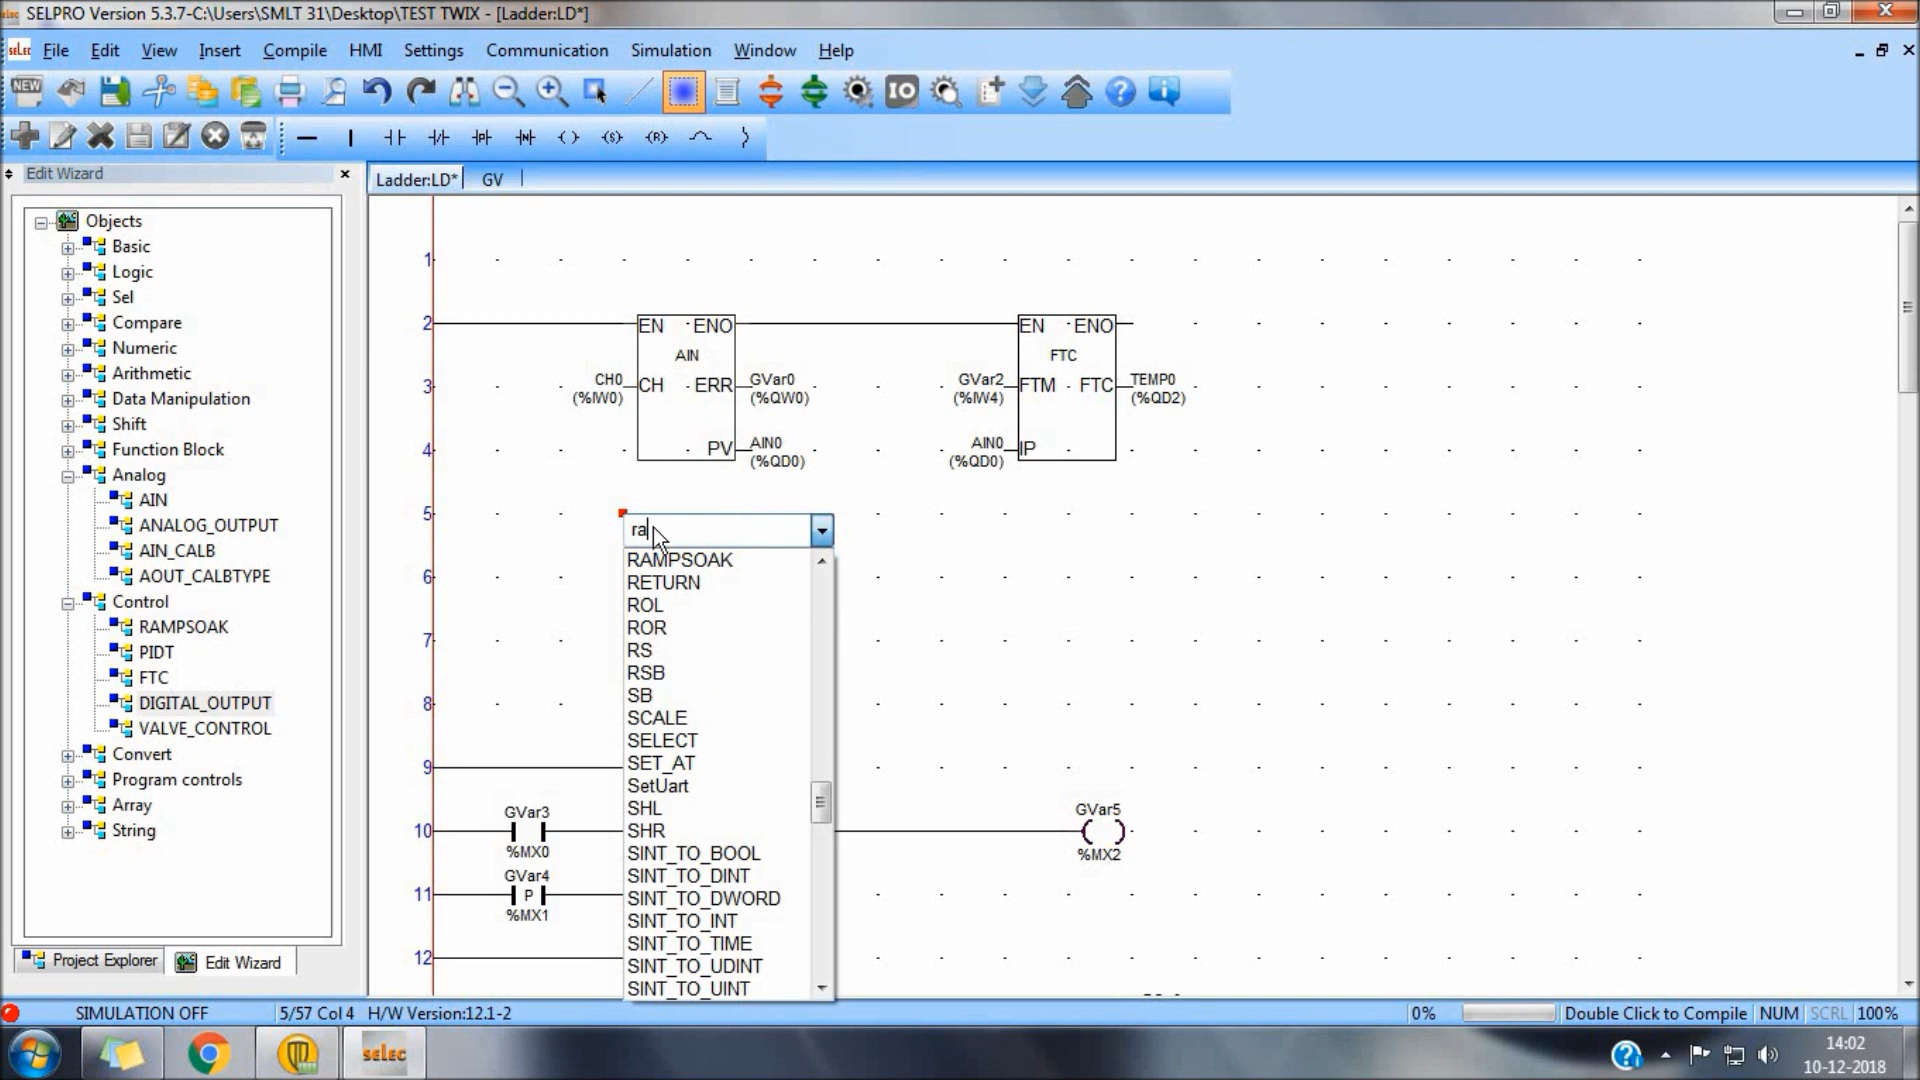 SELPRO Version 5.3.7-C:\Users\SMLT 31\Desktop\TEST TWIX - [Ladder:LD*]
File Edit View Insert Compile HMI Settings Communication Simulation Window Help
NEW
IO
P
N
(S)
(R)
Edit Wizard
Ladder:LD* GV
Objects
Basic
Logic
Sel
Compare
Numeric
Arithmetic
Data Manipulation
Shift
Function Block
Analog
AIN
ANALOG_OUTPUT
AIN_CALB
AOUT_CALBTYPE
Control
RAMPSOAK
PIDT
FTC
DIGITAL_OUTPUT
VALVE_CONTROL
Convert
Program controls
Array
String
Project Explorer Edit Wizard
1
2 EN ENO EN ENO
AIN FTC
CH0 CH ERR GVar0 GVar2 FTM FTC TEMP0
3 (%IW0) (%QW0) (%IW4) (%QD2)
4 PV AIN0 AIN0 IP
(%QD0) (%QD0)
5
ra
RAMPSOAK
RETURN
ROL
ROR
RS
RSB
SB
SCALE
SELECT
SET_AT
SetUart
SHL
SHR
SINT_TO_BOOL
SINT_TO_DINT
SINT_TO_DWORD
SINT_TO_INT
SINT_TO_TIME
SINT_TO_UDINT
SINT_TO_UINT
6
7
8
9
GVar3 GVar5
10
%MX0 %MX2
GVar4
11 P
%MX1
12
SIMULATION OFF 5/57 Col 4 H/W Version:12.1-2 0% Double Click to Compile NUM SCRL 100%
selec
14:02
10-12-2018